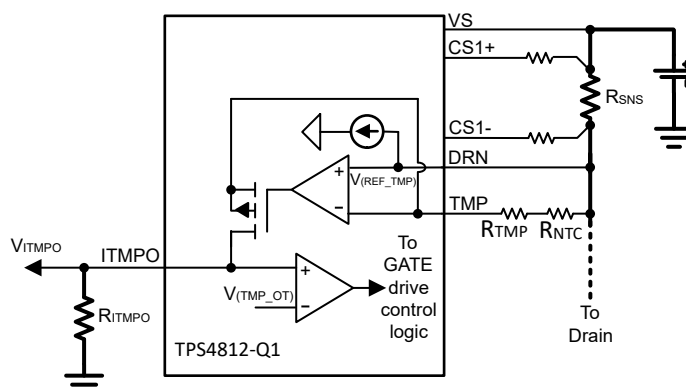 VS
CS1+
RSNS
CS1-
DRN
V(REF_TMP)
TMP
RTMP
RNTC
VITMPO
ITMPO
To
GATE
drive
control
logic
V(TMP_OT)
RITMPO
To
Drain
TPS4812-Q1
+
-
+
-